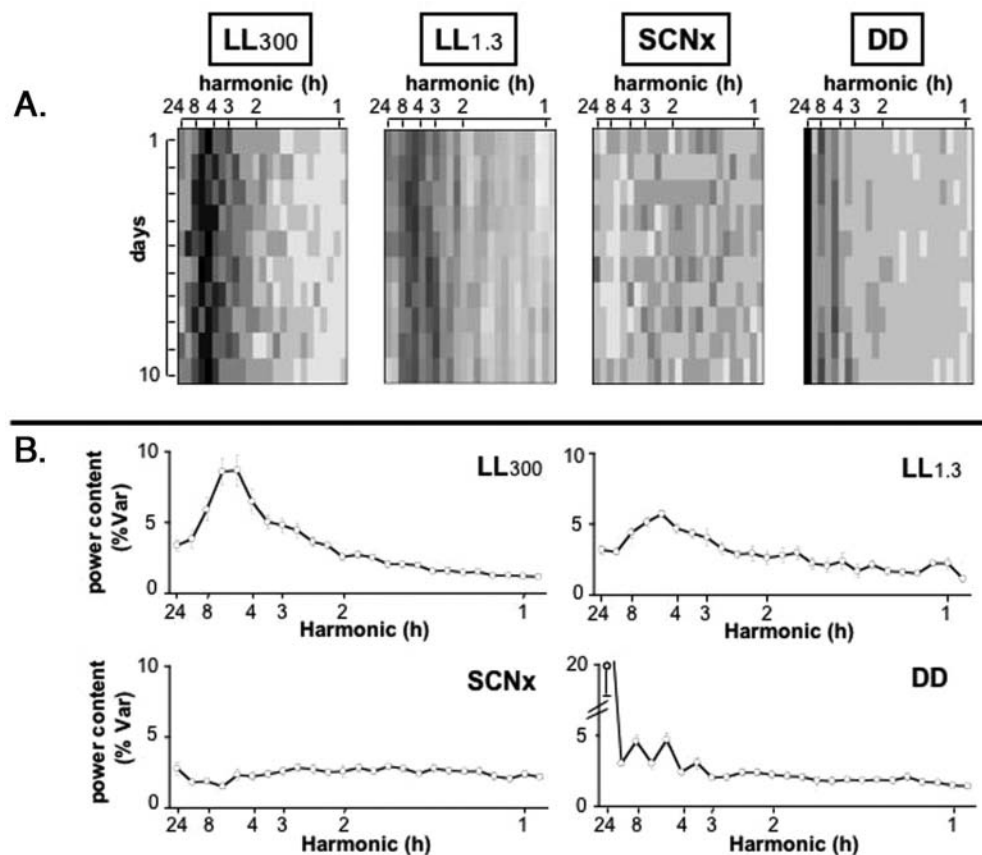 LL300 LL1.3 SCNx DD
harmonic (h) harmonic (h) harmonic (h) harmonic (h)
A.
24 8 4 3 2 1 24 8 4 3 2 1 24 8 4 3 2 1 24 8 4 3 2 1
1
days
10
B.
10 LL300
5
0
power content
(%Var)
24 8 4 3 2 1
Harmonic (h)
10 LL1.3
5
0
24 8 4 3 2 1
Harmonic (h)
10 SCNx
5
0
power content
(% Var)
24 8 4 3 2 1
Harmonic (h)
20 DD
5
0
24 8 4 3 2 1
Harmonic (h)